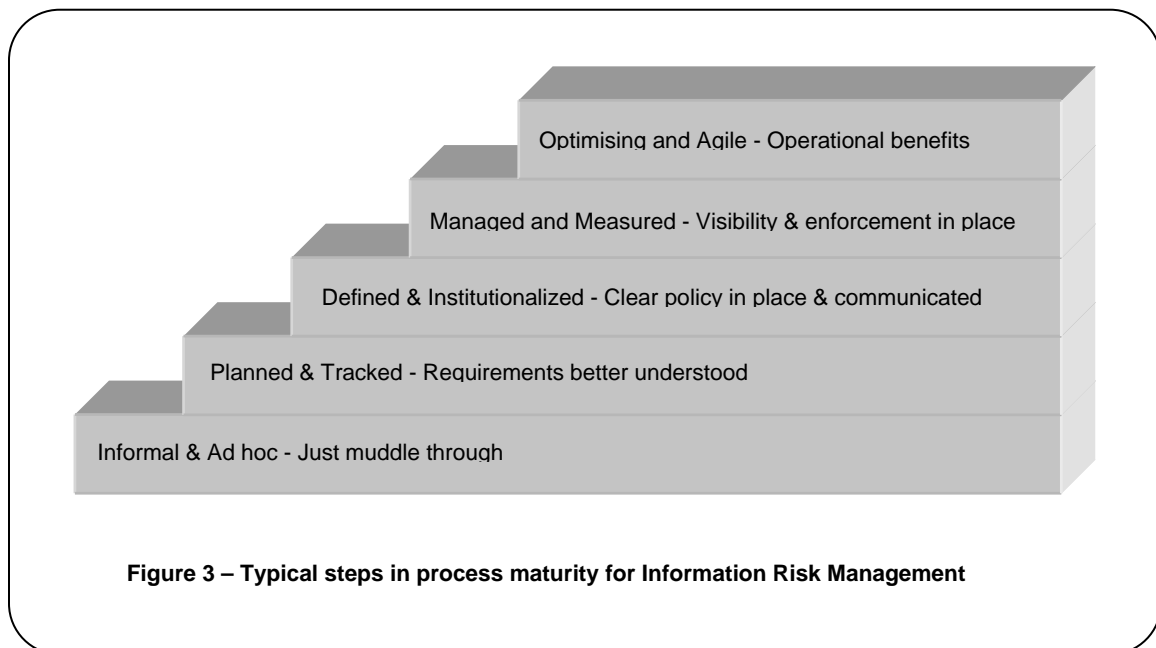 Optimising and Agile - Operational benefits
Managed and Measured - Visibility & enforcement in place
Defined & Institutionalized - Clear policy in place & communicated
Planned & Tracked - Requirements better understood
Informal & Ad hoc - Just muddle through
Figure 3 – Typical steps in process maturity for Information Risk Management